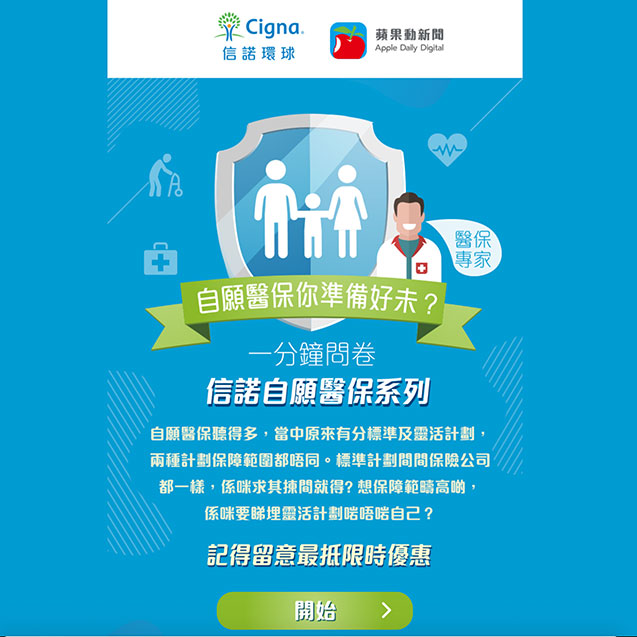 Cigna®
信諾環球
蘋果動新聞
Apple Daily Digital
醫保
專家
自願醫保你準備好未？
一分鐘問卷
信諾自願醫保系列
自願醫保聽得多，當中原來有分標準及靈活計劃，
兩種計劃保障範圍都唔同。標準計劃間間保險公司
都一樣，係咪求其揀間就得？想保障範疇高啲，
係咪要睇埋靈活計劃啱唔啱自己？
記得留意最抵限時優惠
開始